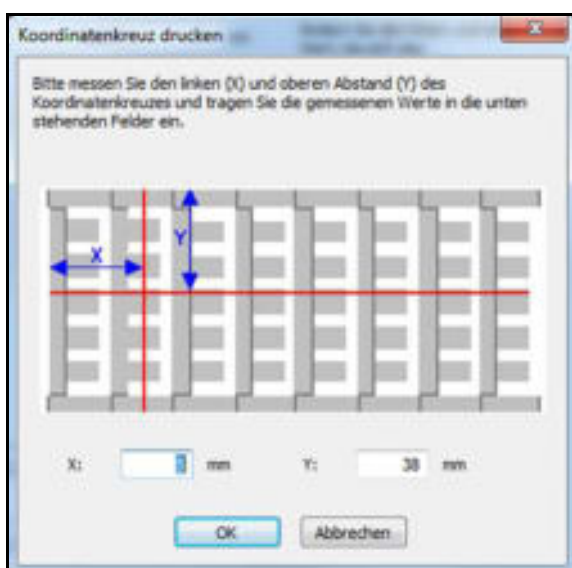 Koordinatenkreuz drucken
Bitte messen Sie den linken (X) und oberen Abstand (Y) des
Koordinatenkreuzes und tragen Sie die gemessenen Werte in die unten
stehenden Felder ein.
Y
X
X: mm Y: 38 mm
OK Abbrechen